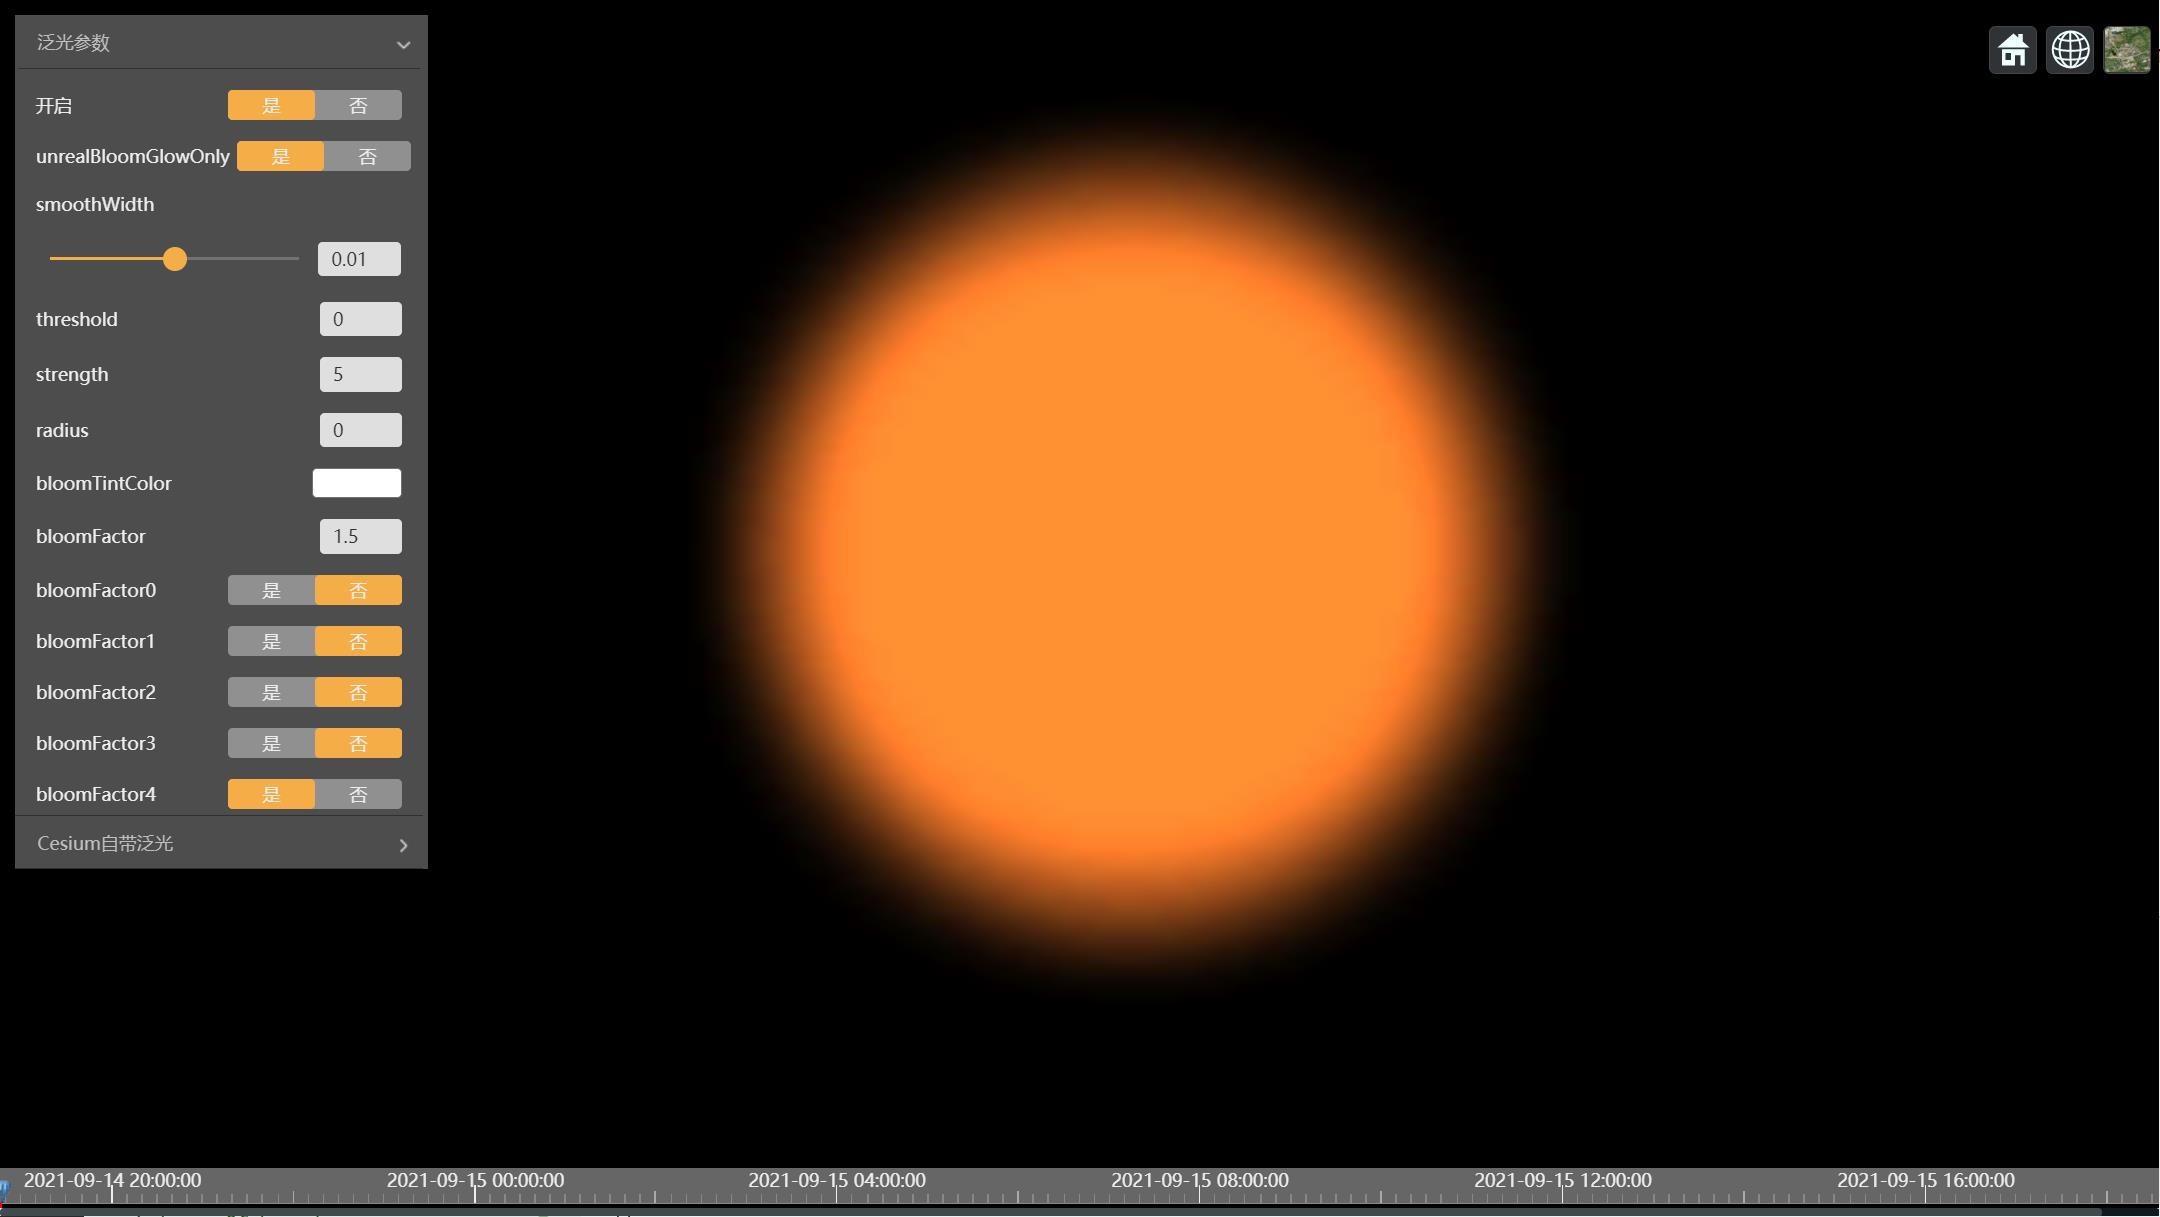 泛光参数
开启 是 否
unrealBloomGlowOnly 是 否
smoothWidth
0.01
threshold 0
strength 5
radius 0
bloomTintColor
bloomFactor 1.5
bloomFactor0 是 否
bloomFactor1 是 否
bloomFactor2 是 否
bloomFactor3 是 否
bloomFactor4 是 否
Cesium自带泛光
2021-09-14 20:00:00 2021-09-15 00:00:00 2021-09-15 04:00:00 2021-09-15 08:00:00 2021-09-15 12:00:00 2021-09-15 16:00:00